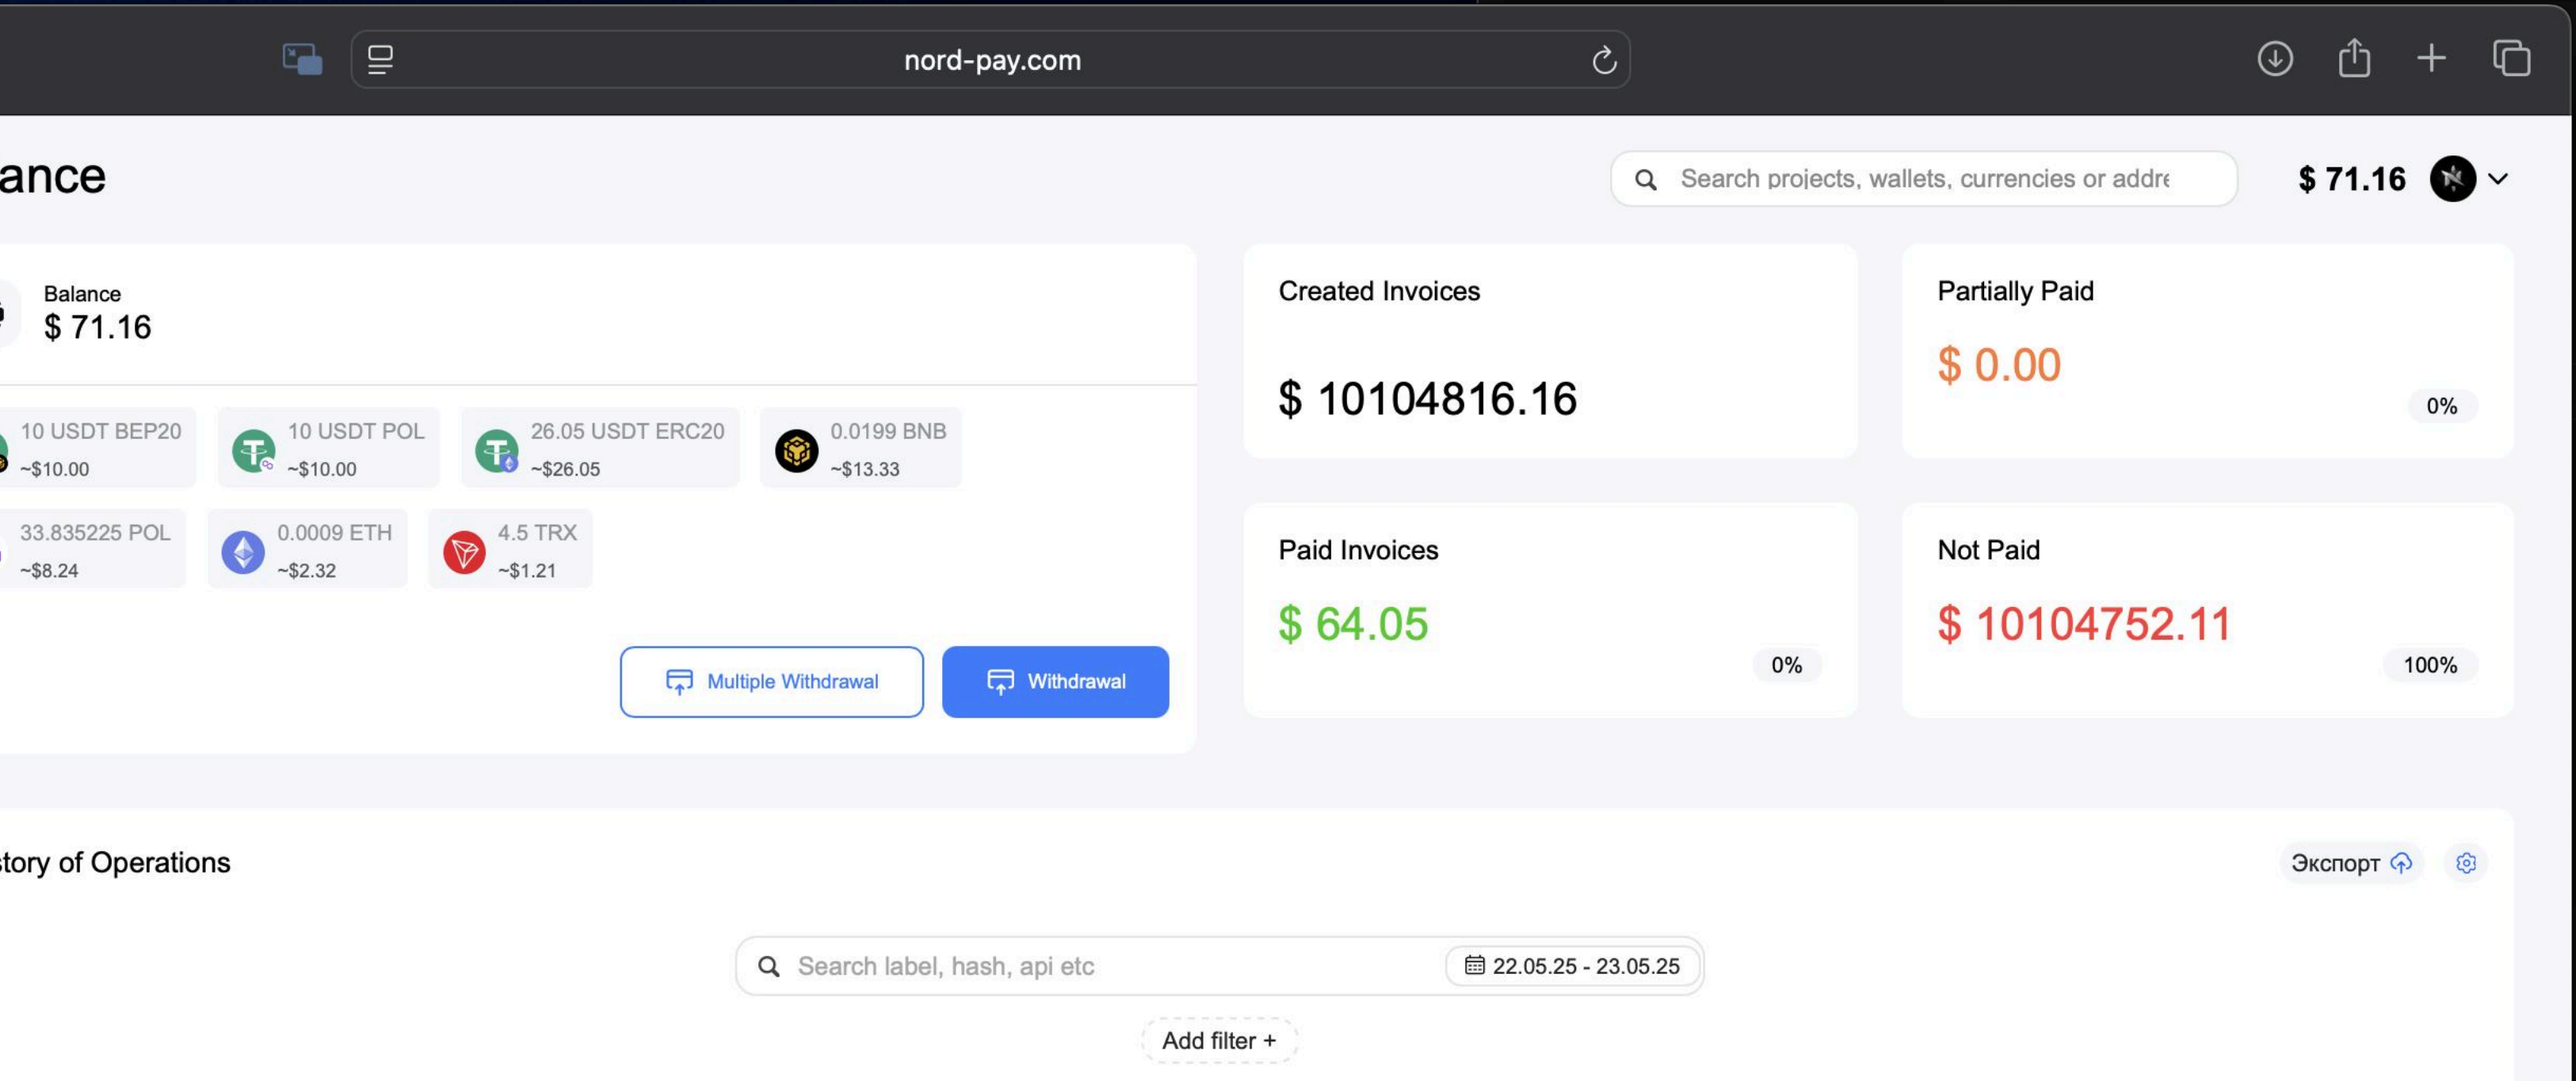 nord-pay.com
ance
Search projects, wallets, currencies or addre
$ 71.16
Balance
$ 71.16
10 USDT BEP20
~$10.00
10 USDT POL
~$10.00
26.05 USDT ERC20
~$26.05
0.0199 BNB
~$13.33
33.835225 POL
~$8.24
0.0009 ETH
~$2.32
4.5 TRX
~$1.21
Multiple Withdrawal
Withdrawal
Created Invoices
$ 10104816.16
Partially Paid
$ 0.00
0%
Paid Invoices
$ 64.05
0%
Not Paid
$ 10104752.11
100%
story of Operations
Экспорт
Search label, hash, api etc
22.05.25 - 23.05.25
Add filter +